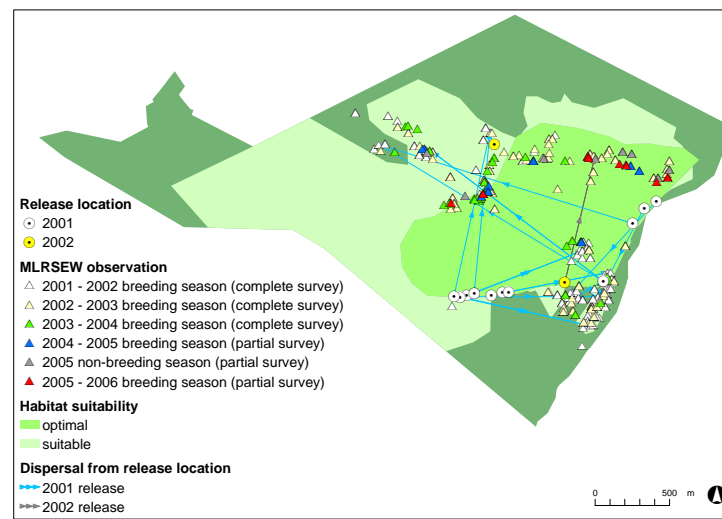 Release location
2001
2002
MLRSEW observation
2001 - 2002 breeding season (complete survey)
2002 - 2003 breeding season (complete survey)
2003 - 2004 breeding season (complete survey)
2004 - 2005 breeding season (partial survey)
2005 non-breeding season (partial survey)
2005 - 2006 breeding season (partial survey)
Habitat suitability
optimal
suitable
Dispersal from release location
2001 release
2002 release
0 500 m